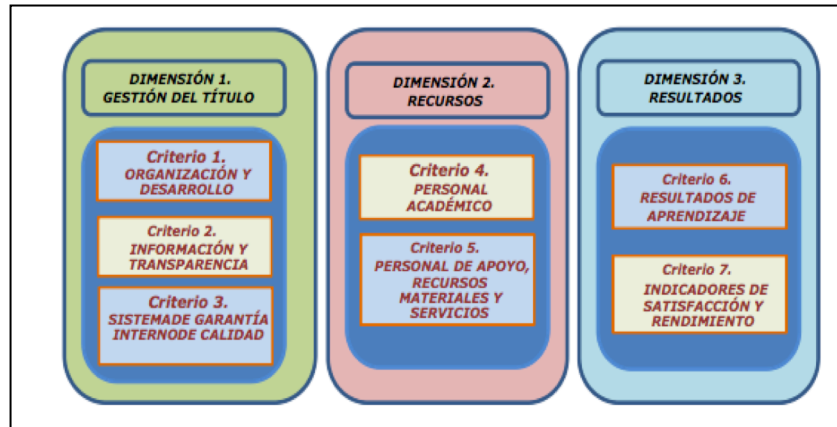 DIMENSIÓN 1.
GESTIÓN DEL TÍTULO
Criterio 1.
ORGANIZACIÓN Y
DESARROLLO
Criterio 2.
INFORMACIÓN Y
TRANSPARENCIA
Criterio 3.
SISTEMADE GARANTÍA
INTERNODE CALIDAD
DIMENSIÓN 2.
RECURSOS
Criterio 4.
PERSONAL
ACADÉMICO
Criterio 5.
PERSONAL DE APOYO,
RECURSOS
MATERIALES Y
SERVICIOS
DIMENSIÓN 3.
RESULTADOS
Criterio 6.
RESULTADOS DE
APRENDIZAJE
Criterio 7.
INDICADORES DE
SATISFACCIÓN Y
RENDIMIENTO